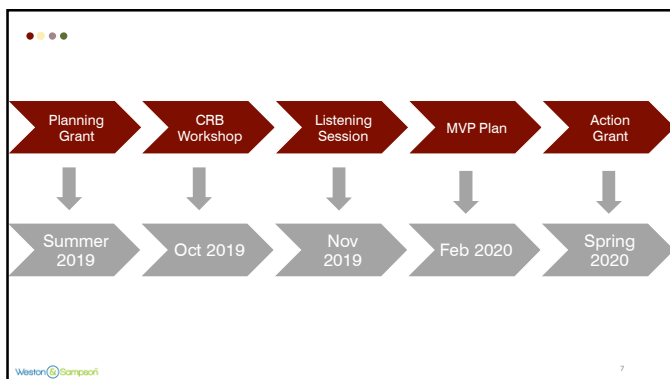 Planning
Grant
CRB
Workshop
Listening
Session
MVP Plan
Action
Grant
Summer
2019
Oct 2019
Nov
2019
Feb 2020
Spring
2020
Weston & Sampson
7